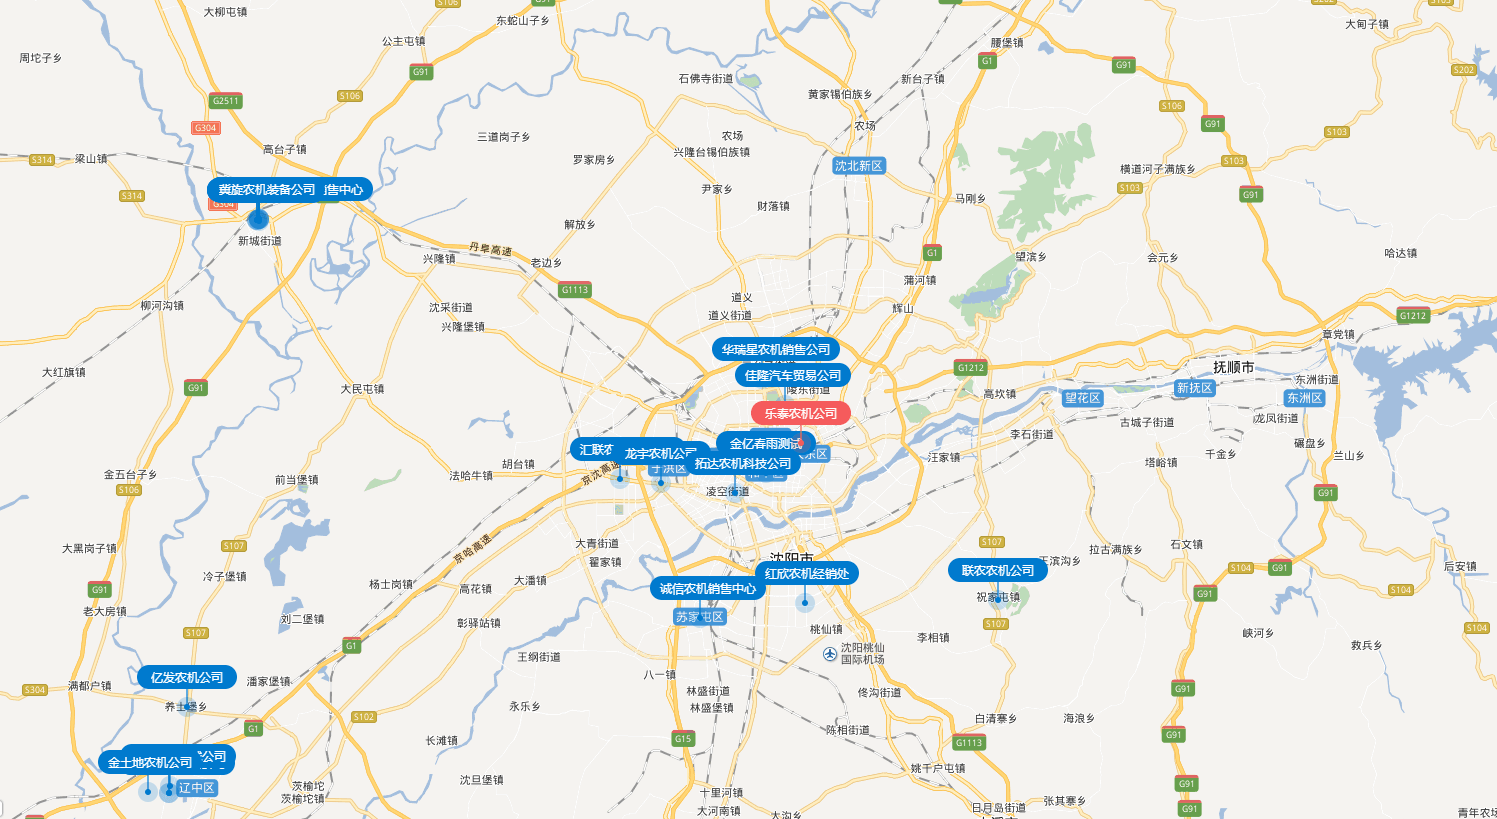 大柳屯镇
S106
G91
S202
S103
东蛇山子乡
大甸子镇
公主屯镇
腰堡镇
周坨子乡
G1
G91
G91
石佛寺街道
新台子镇
S202
黄家锡伯族乡
S106
G2511
S106
G304
农场
G91
三道岗子乡
农场
S103
高台子镇
兴隆台锡伯族镇
梁山镇
S314
罗家房乡
沈北新区
S103
横道河子满族乡
冀旋农机装备公司
售中心
尹家乡
S103
S314
马刚乡
G91
G304
财落镇
解放乡
新城街道
丹阜高速
G1
哈达镇
兴隆镇
老边乡
望滨乡
会元乡
蒲河镇
G1113
道义
柳河沟镇
沈采街道
辉山
道义街道
G1212
兴隆堡镇
章党镇
华瑞星农机销售公司
大红旗镇
佳隆汽车贸易公司
G1212
抚顺市
G91
大民屯镇
陵东街道
东洲街道
新抚区
高坎镇
望花区
东洲区
乐泰农机公司
古城子街道
龙凤街道
李石街道
金亿春雨测试
碾盘乡
汇联农
龙宇农机公司
东区
千金乡
兰山乡
拓达农机科技公司
汪家镇
塔峪镇
胡台镇
于洪区
金五台子乡
法哈牛镇
京沈高速
前当堡镇
S106
凌空街道
G91
大青街道
沈阳市
S107
大黑岗子镇
S107
京哈高速
拉古满族乡
石文镇
王滨沟乡
翟家镇
联农农机公司
S104
G91
后安镇
冷子堡镇
大潘镇
红欣农机经销处
杨士岗镇
高花镇
诚信农机销售中心
S104
G91
G91
祝家屯镇
老大房镇
苏家屯区
刘二堡镇
彰驿站镇
S107
S104
S107
桃仙镇
峡河乡
G1
李相镇
救兵乡
沈阳桃仙
国际机场
王纲街道
八一镇
亿发农机公司
潘家堡镇
满都户镇
S304
林盛街道
佟沟街道
G91
养士堡乡
永乐乡
林盛堡镇
S102
白清寨乡
海浪乡
G1
陈相街道
G91
长滩镇
G15
G1113
公司
金土地农机公司
姚千户屯镇
沈旦堡镇
G91
辽中区
茨榆坨
十里河镇
茨榆坨镇
张其寨乡
日月岛街道
G91
大河南镇
大沟乡
青年农场